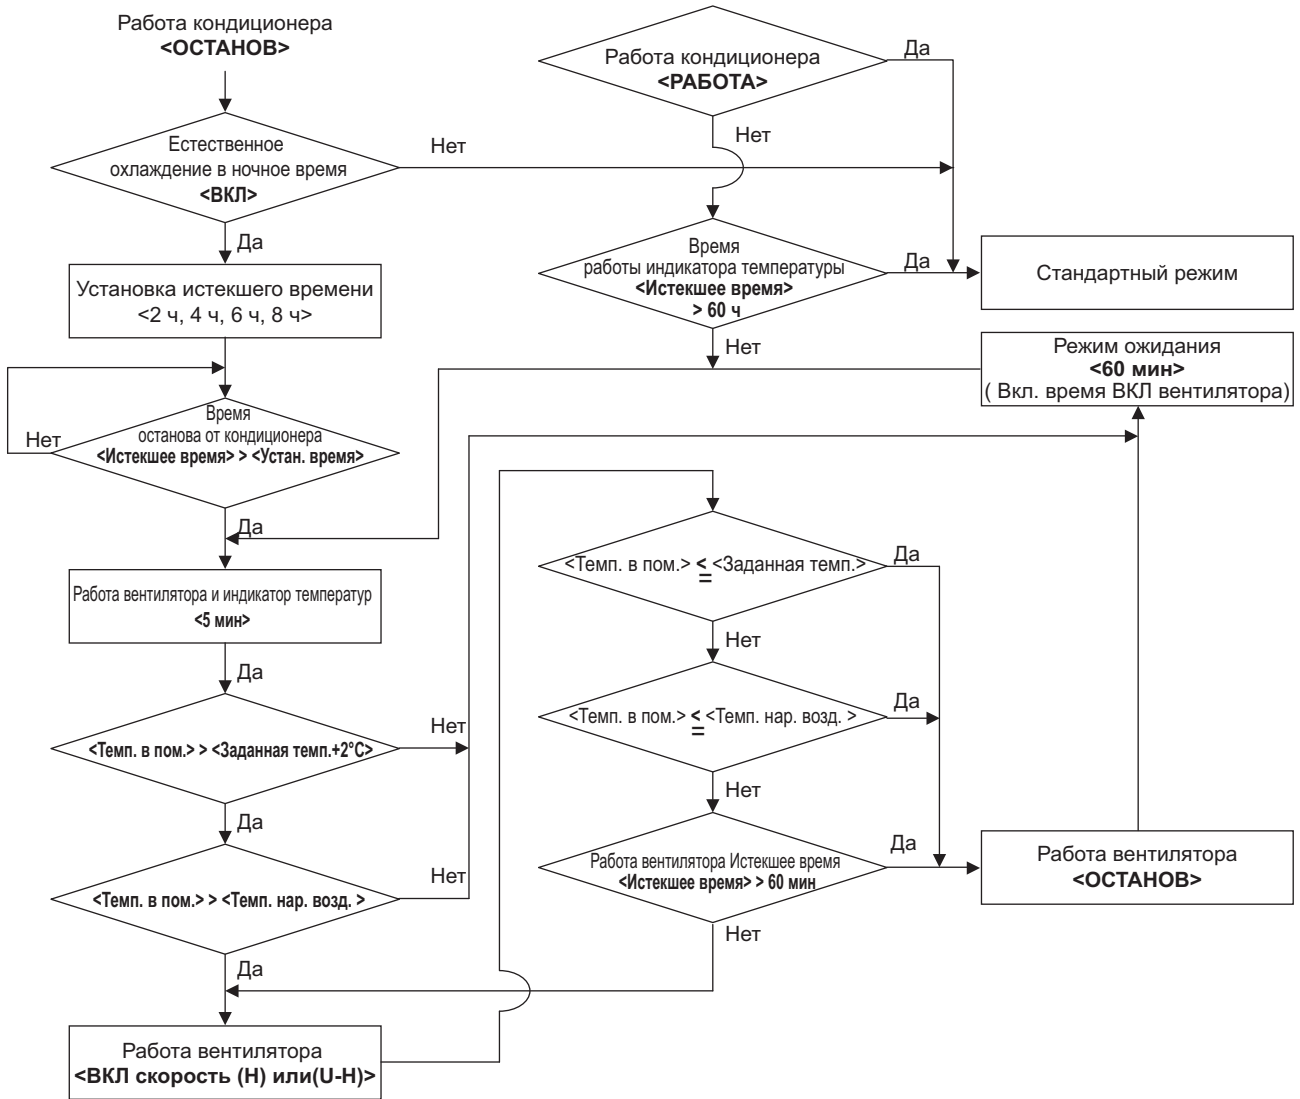 Работа кондиционера
<ОСТАНОВ>
Естественное
охлаждение в ночное время
<ВКЛ>
Нет
Да
Установка истекшего времени
<2 ч, 4 ч, 6 ч, 8 ч>
Время
останова от кондиционера
<Истекшее время> > <Устан. время>
Нет
Да
Работа вентилятора и индикатор температур
<5 мин>
Да
<Темп. в пом.> > <Заданная темп.+2°C>
Нет
Да
<Темп. в пом.> > <Темп. нар. возд. >
Нет
Да
Работа вентилятора
<ВКЛ скорость (H) или(U-H)>
Работа кондиционера
<РАБОТА>
Да
Нет
Время
работы индикатора температуры
<Истекшее время>
> 60 ч
Да
Нет
Стандартный режим
Режим ожидания
<60 мин>
( Вкл. время ВКЛ вентилятора)
<Темп. в пом.> ≦ <Заданная темп.>
Да
Нет
<Темп. в пом.> ≦ <Темп. нар. возд. >
Да
Нет
Работа вентилятора Истекшее время
<Истекшее время> > 60 мин
Да
Нет
Работа вентилятора
<ОСТАНОВ>